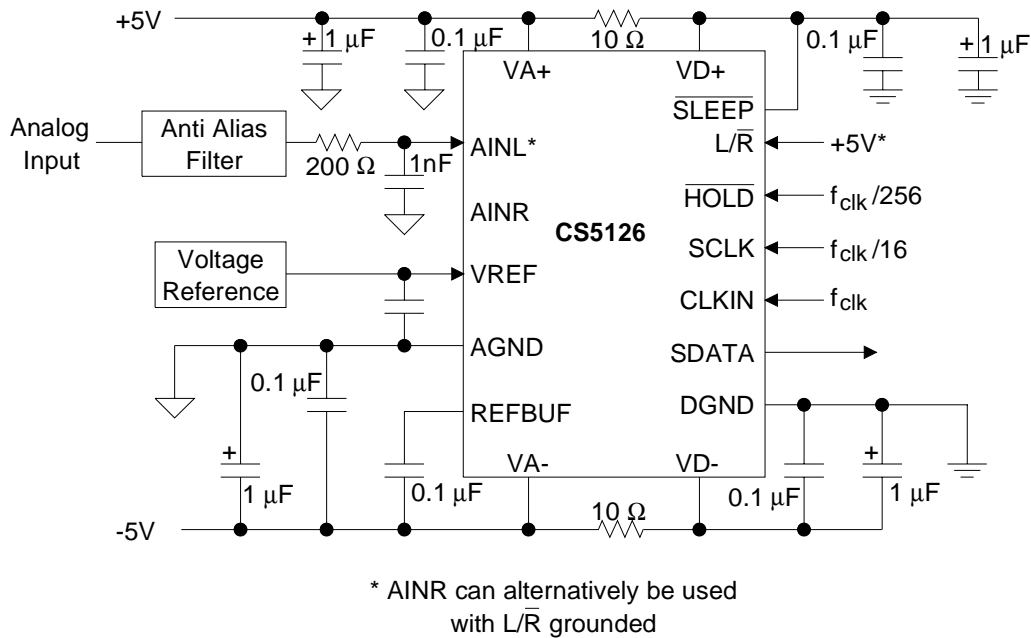 +5V
+ 1 μF
0.1 μF
10 Ω
0.1 μF
+ 1 μF
VA+
VD+
SLEEP
Analog
Input
Anti Alias
Filter
200 Ω
1nF
AINL*
L/R
+5V*
AINR
HOLD
f_clk /256
CS5126
SCLK
f_clk /16
Voltage
Reference
VREF
CLKIN
f_clk
AGND
SDATA
0.1 μF
REFBUF
DGND
+
1 μF
0.1 μF
VA-
VD-
0.1 μF
+
1 μF
-5V
10 Ω
* AINR can alternatively be used
with L/R̅ grounded